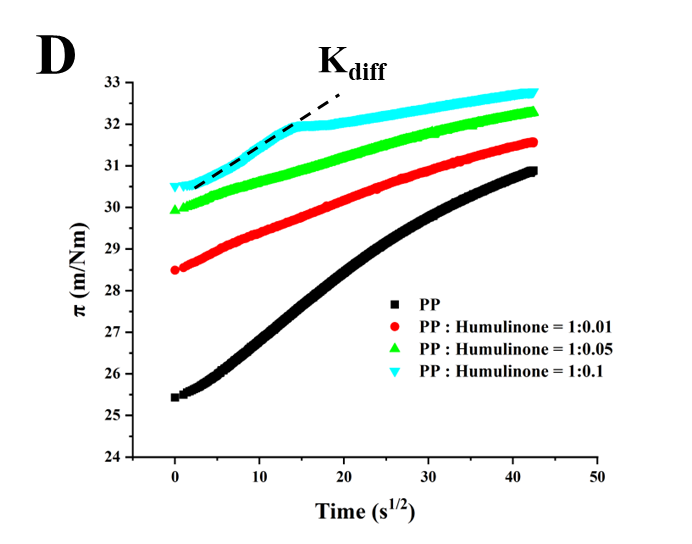 D
K_diff
33
32
31
30
29
28
27
26
25
24
π (m/Nm)
PP
PP : Humulinone = 1:0.01
PP : Humulinone = 1:0.05
PP : Humulinone = 1:0.1
0 10 20 30 40 50
Time (s^1/2)